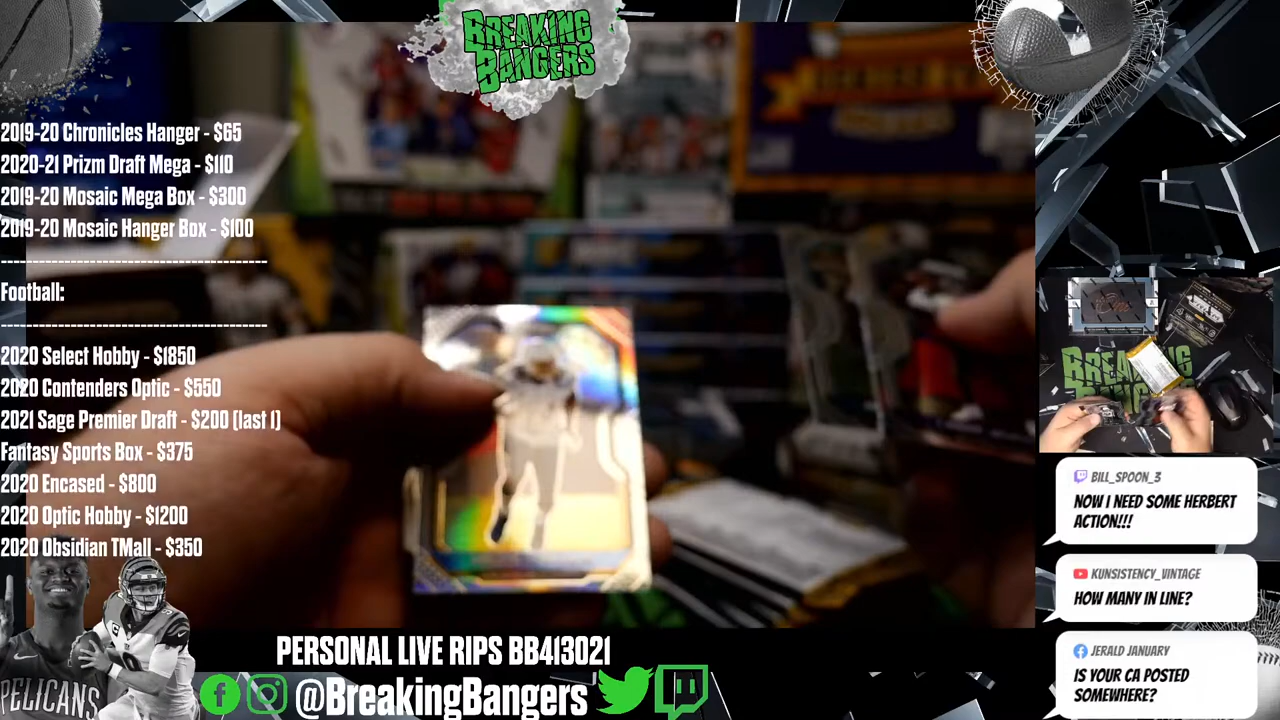 BREAKING
BANGERS
2019-20 Chronicles Hanger - $65
2020-21 Prizm Draft Mega - $110
2019-20 Mosaic Mega Box - $300
2019-20 Mosaic Hanger Box - $100
----------------------------------------
Football:
----------------------------------------
2020 Select Hobby - $1850
2020 Contenders Optic - $550
2021 Sage Premier Draft - $200 (last 1)
Fantasy Sports Box - $375
2020 Encased - $800
2020 Optic Hobby - $1200
2020 Obsidian TMall - $350
PELICANS
PERSONAL LIVE RIPS BB413021
@BreakingBangers
BREAKING
BILL_SPOON_3
NOW I NEED SOME HERBERT
ACTION!!!
KUNSISTENCY_VINTAGE
HOW MANY IN LINE?
JERALD JANUARY
IS YOUR CA POSTED
SOMEWHERE?